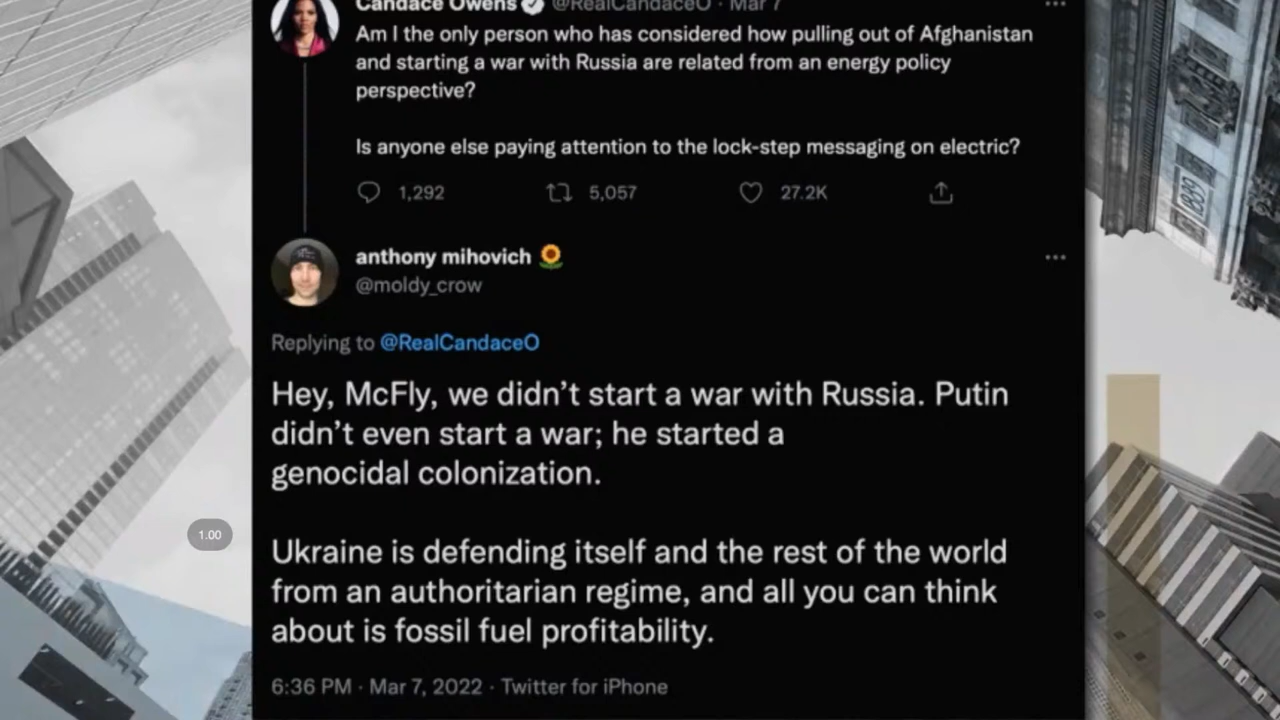 Candace Owens @RealCandaceO · Mar 7
Am I the only person who has considered how pulling out of Afghanistan
and starting a war with Russia are related from an energy policy
perspective?
Is anyone else paying attention to the lock-step messaging on electric?
1,292 5,057 27.2K
anthony mihovich 🌻
@moldy_crow
Replying to @RealCandaceO
Hey, McFly, we didn’t start a war with Russia. Putin
didn’t even start a war; he started a
genocidal colonization.
1.00
Ukraine is defending itself and the rest of the world
from an authoritarian regime, and all you can think
about is fossil fuel profitability.
6:36 PM · Mar 7, 2022 · Twitter for iPhone
1889